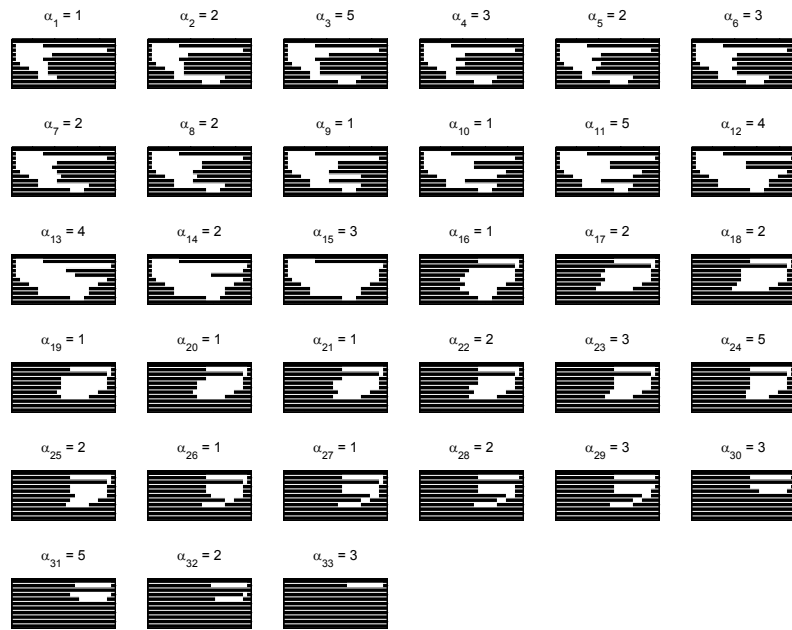 α₁ = 1 α₂ = 2 α₃ = 5 α₄ = 3 α₅ = 2 α₆ = 3
α₇ = 2 α₈ = 2 α₉ = 1 α₁₀ = 1 α₁₁ = 5 α₁₂ = 4
α₁₃ = 4 α₁₄ = 2 α₁₅ = 3 α₁₆ = 1 α₁₇ = 2 α₁₈ = 2
α₁₉ = 1 α₂₀ = 1 α₂₁ = 1 α₂₂ = 2 α₂₃ = 3 α₂₄ = 5
α₂₅ = 2 α₂₆ = 1 α₂₇ = 1 α₂₈ = 2 α₂₉ = 3 α₃₀ = 3
α₃₁ = 5 α₃₂ = 2 α₃₃ = 3